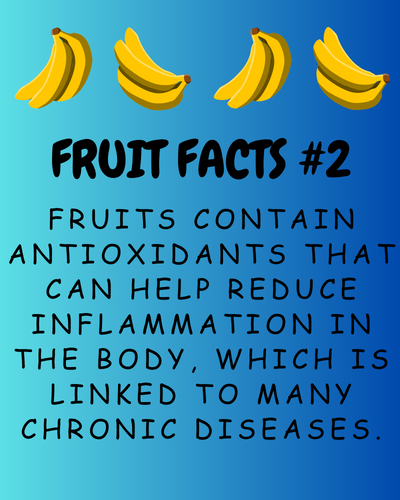 FRUIT FACTS #2
FRUITS CONTAIN
ANTIOXIDANTS THAT
CAN HELP REDUCE
INFLAMMATION IN
THE BODY, WHICH IS
LINKED TO MANY
CHRONIC DISEASES.